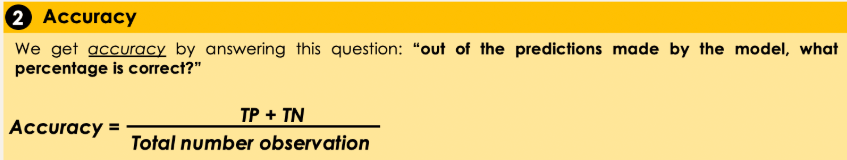 2 Accuracy
We get accuracy by answering this question: “out of the predictions made by the model, what
percentage is correct?”
TP + TN
Accuracy =
Total number observation